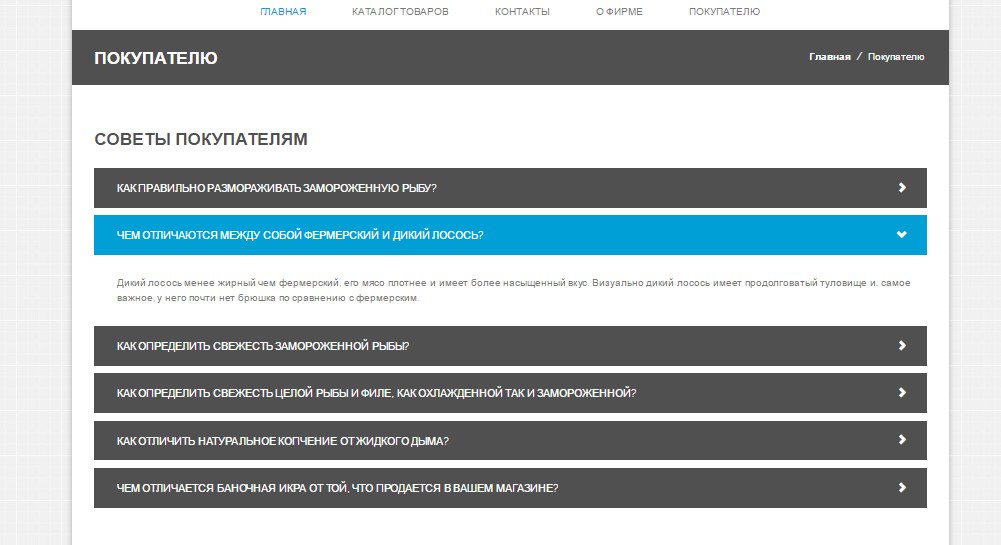 ГЛАВНАЯ КАТАЛОГ ТОВАРОВ КОНТАКТЫ О ФИРМЕ ПОКУПАТЕЛЮ
ПОКУПАТЕЛЮ Главная / Покупателю
СОВЕТЫ ПОКУПАТЕЛЯМ
КАК ПРАВИЛЬНО РАЗМОРАЖИВАТЬ ЗАМОРОЖЕННУЮ РЫБУ?
ЧЕМ ОТЛИЧАЮТСЯ МЕЖДУ СОБОЙ ФЕРМЕРСКИЙ И ДИКИЙ ЛОСОСЬ?
Дикий лосось менее жирный чем фермерский, его мясо плотнее и имеет более насыщенный вкус. Визуально дикий лосось имеет продолговатый туловище и, самое
важное, у него почти нет брюшка по сравнению с фермерским.
КАК ОПРЕДЕЛИТЬ СВЕЖЕСТЬ ЗАМОРОЖЕННОЙ РЫБЫ?
КАК ОПРЕДЕЛИТЬ СВЕЖЕСТЬ ЦЕЛОЙ РЫБЫ И ФИЛЕ, КАК ОХЛАЖДЕННОЙ ТАК И ЗАМОРОЖЕННОЙ?
КАК ОТЛИЧИТЬ НАТУРАЛЬНОЕ КОПЧЕНИЕ ОТ ЖИДКОГО ДЫМА?
ЧЕМ ОТЛИЧАЕТСЯ БАНОЧНАЯ ИКРА ОТ ТОЙ, ЧТО ПРОДАЕТСЯ В ВАШЕМ МАГАЗИНЕ?